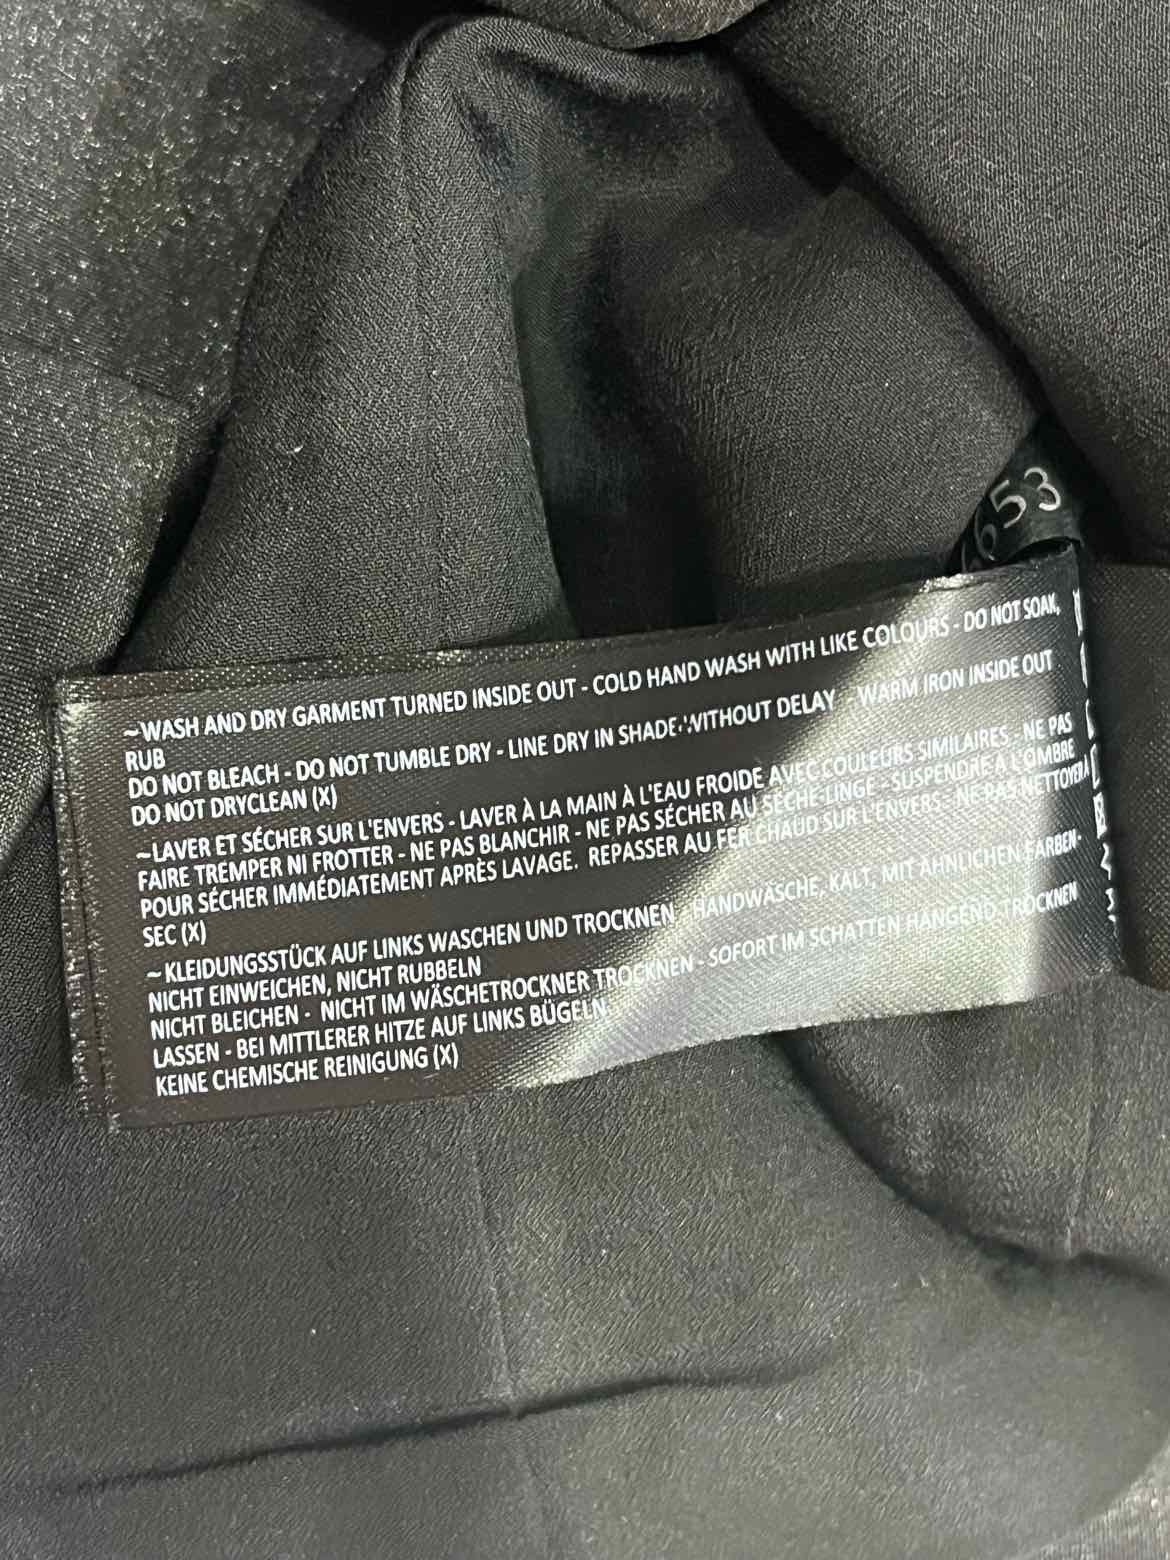 653
~WASH AND DRY GARMENT TURNED INSIDE OUT - COLD HAND WASH WITH LIKE COLOURS - DO NOT SOAK,
RUB
DO NOT BLEACH - DO NOT TUMBLE DRY - LINE DRY IN SHADE WITHOUT DELAY WARM IRON INSIDE OUT
DO NOT DRYCLEAN (X)
~LAVER ET SÉCHER SUR L'ENVERS - LAVER À LA MAIN À L'EAU FROIDE AVEC COULEURS SIMILAIRES NE PAS
FAIRE TREMPER NI FROTTER - NE PAS BLANCHIR - NE PAS SÉCHER AU SÈCHE-LINGE - SUSPENDRE À L'OMBRE
POUR SÉCHER IMMÉDIATEMENT APRÈS LAVAGE. REPASSER AU FER CHAUD SUR L'ENVERS - NE PAS NETTOYER À
SEC (X)
~ KLEIDUNGSSTÜCK AUF LINKS WASCHEN UND TROCKNEN HANDWÄSCHE, KALT, MIT ÄHNLICHEN FARBEN-
NICHT EINWEICHEN, NICHT RUBBELN
NICHT BLEICHEN - NICHT IM WÄSCHETROCKNER TROCKNEN - SOFORT IM SCHATTEN HÄNGEND TROCKNEN
LASSEN - BEI MITTLERER HITZE AUF LINKS BÜGELN
KEINE CHEMISCHE REINIGUNG (X)